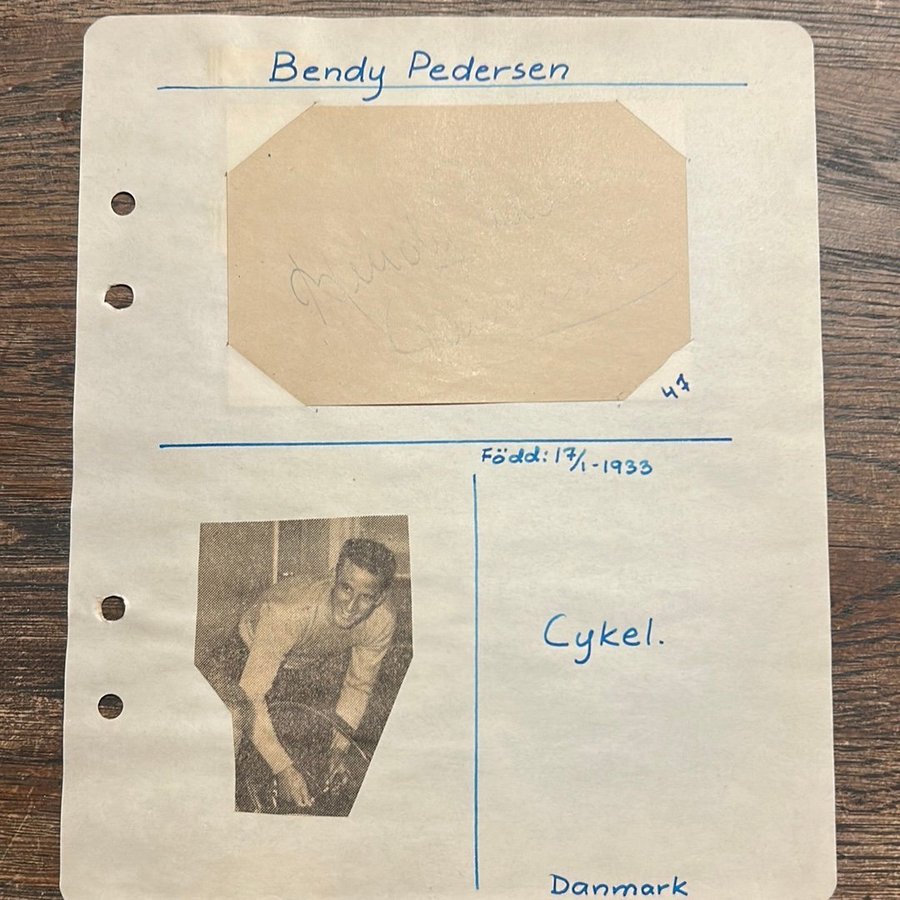 Bendy Pedersen
47
Född: 17/1-1933
Cykel.
Danmark